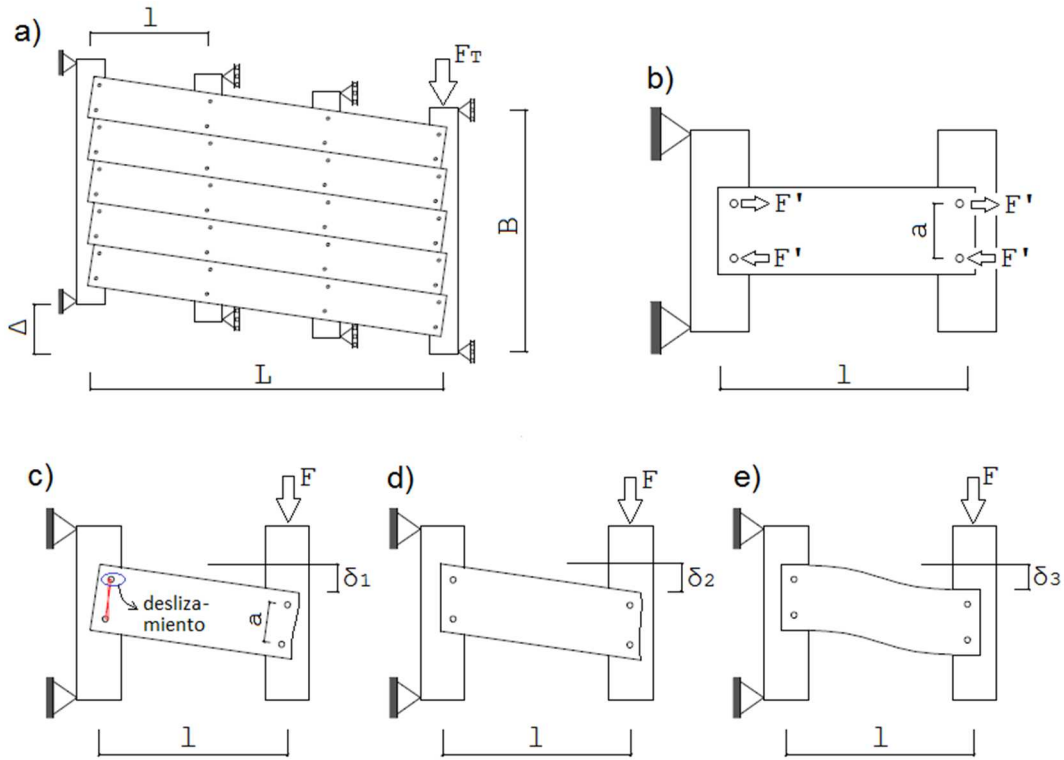 a)
l
F_T
B
Δ
L
b)
F'
F'
a
F'
F'
l
c)
F
δ1
desliza-
miento
a
l
d)
F
δ2
l
e)
F
δ3
l